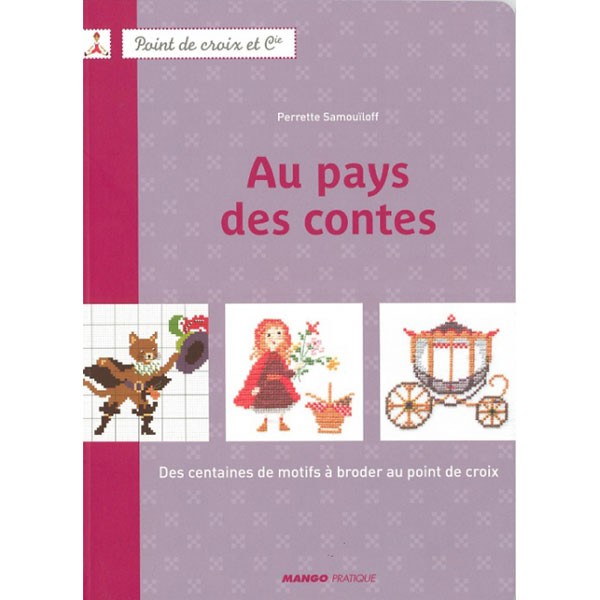 Point de croix et Cie
Perrette Samouïloff
Au pays
des contes
Des centaines de motifs à broder au point de croix
MANGO PRATIQUE